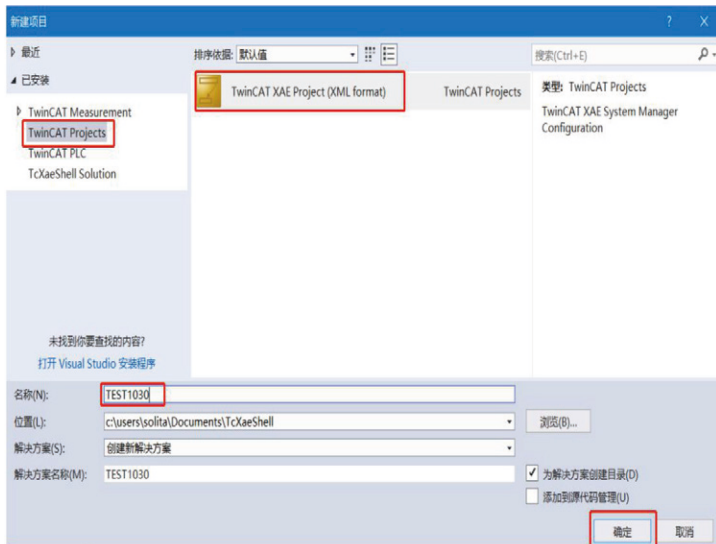 新建项目
? X
最近
已安装
TwinCAT Measurement
TwinCAT Projects
TwinCAT PLC
TcXaeShell Solution
未找到你要查找的内容?
打开 Visual Studio 安装程序
排序依据: 默认值
TwinCAT XAE Project (XML format) TwinCAT Projects
搜索(Ctrl+E)
类型: TwinCAT Projects
TwinCAT XAE System Manager
Configuration
名称(N): TEST1030
位置(L): c:\users\solita\Documents\TcXaeShell 浏览(B)...
解决方案(S): 创建新解决方案
解决方案名称(M): TEST1030
为解决方案创建目录(D)
添加到源代码管理(U)
确定 取消